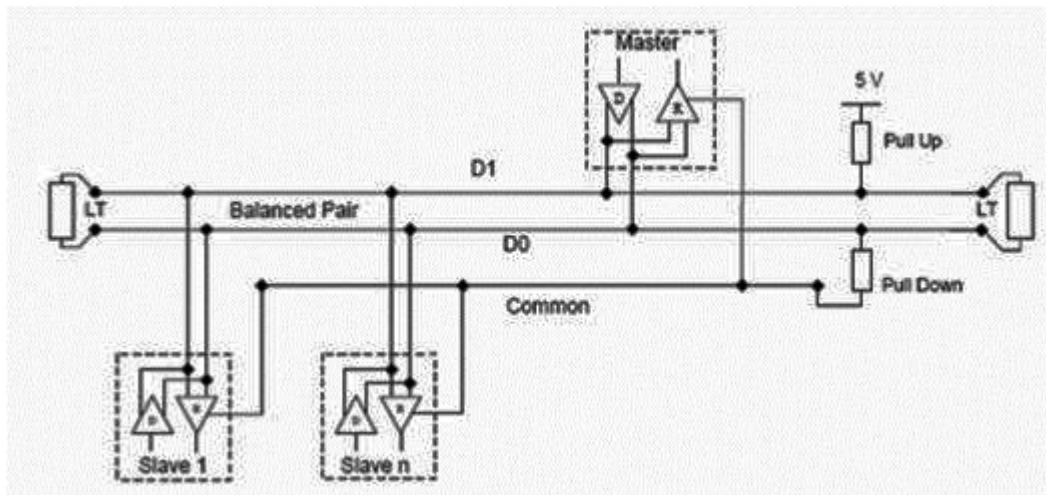 Master
D
R
5 V
Pull Up
D1
LT
Balanced Pair
LT
D0
Pull Down
Common
D
R
D
R
Slave 1
Slave n